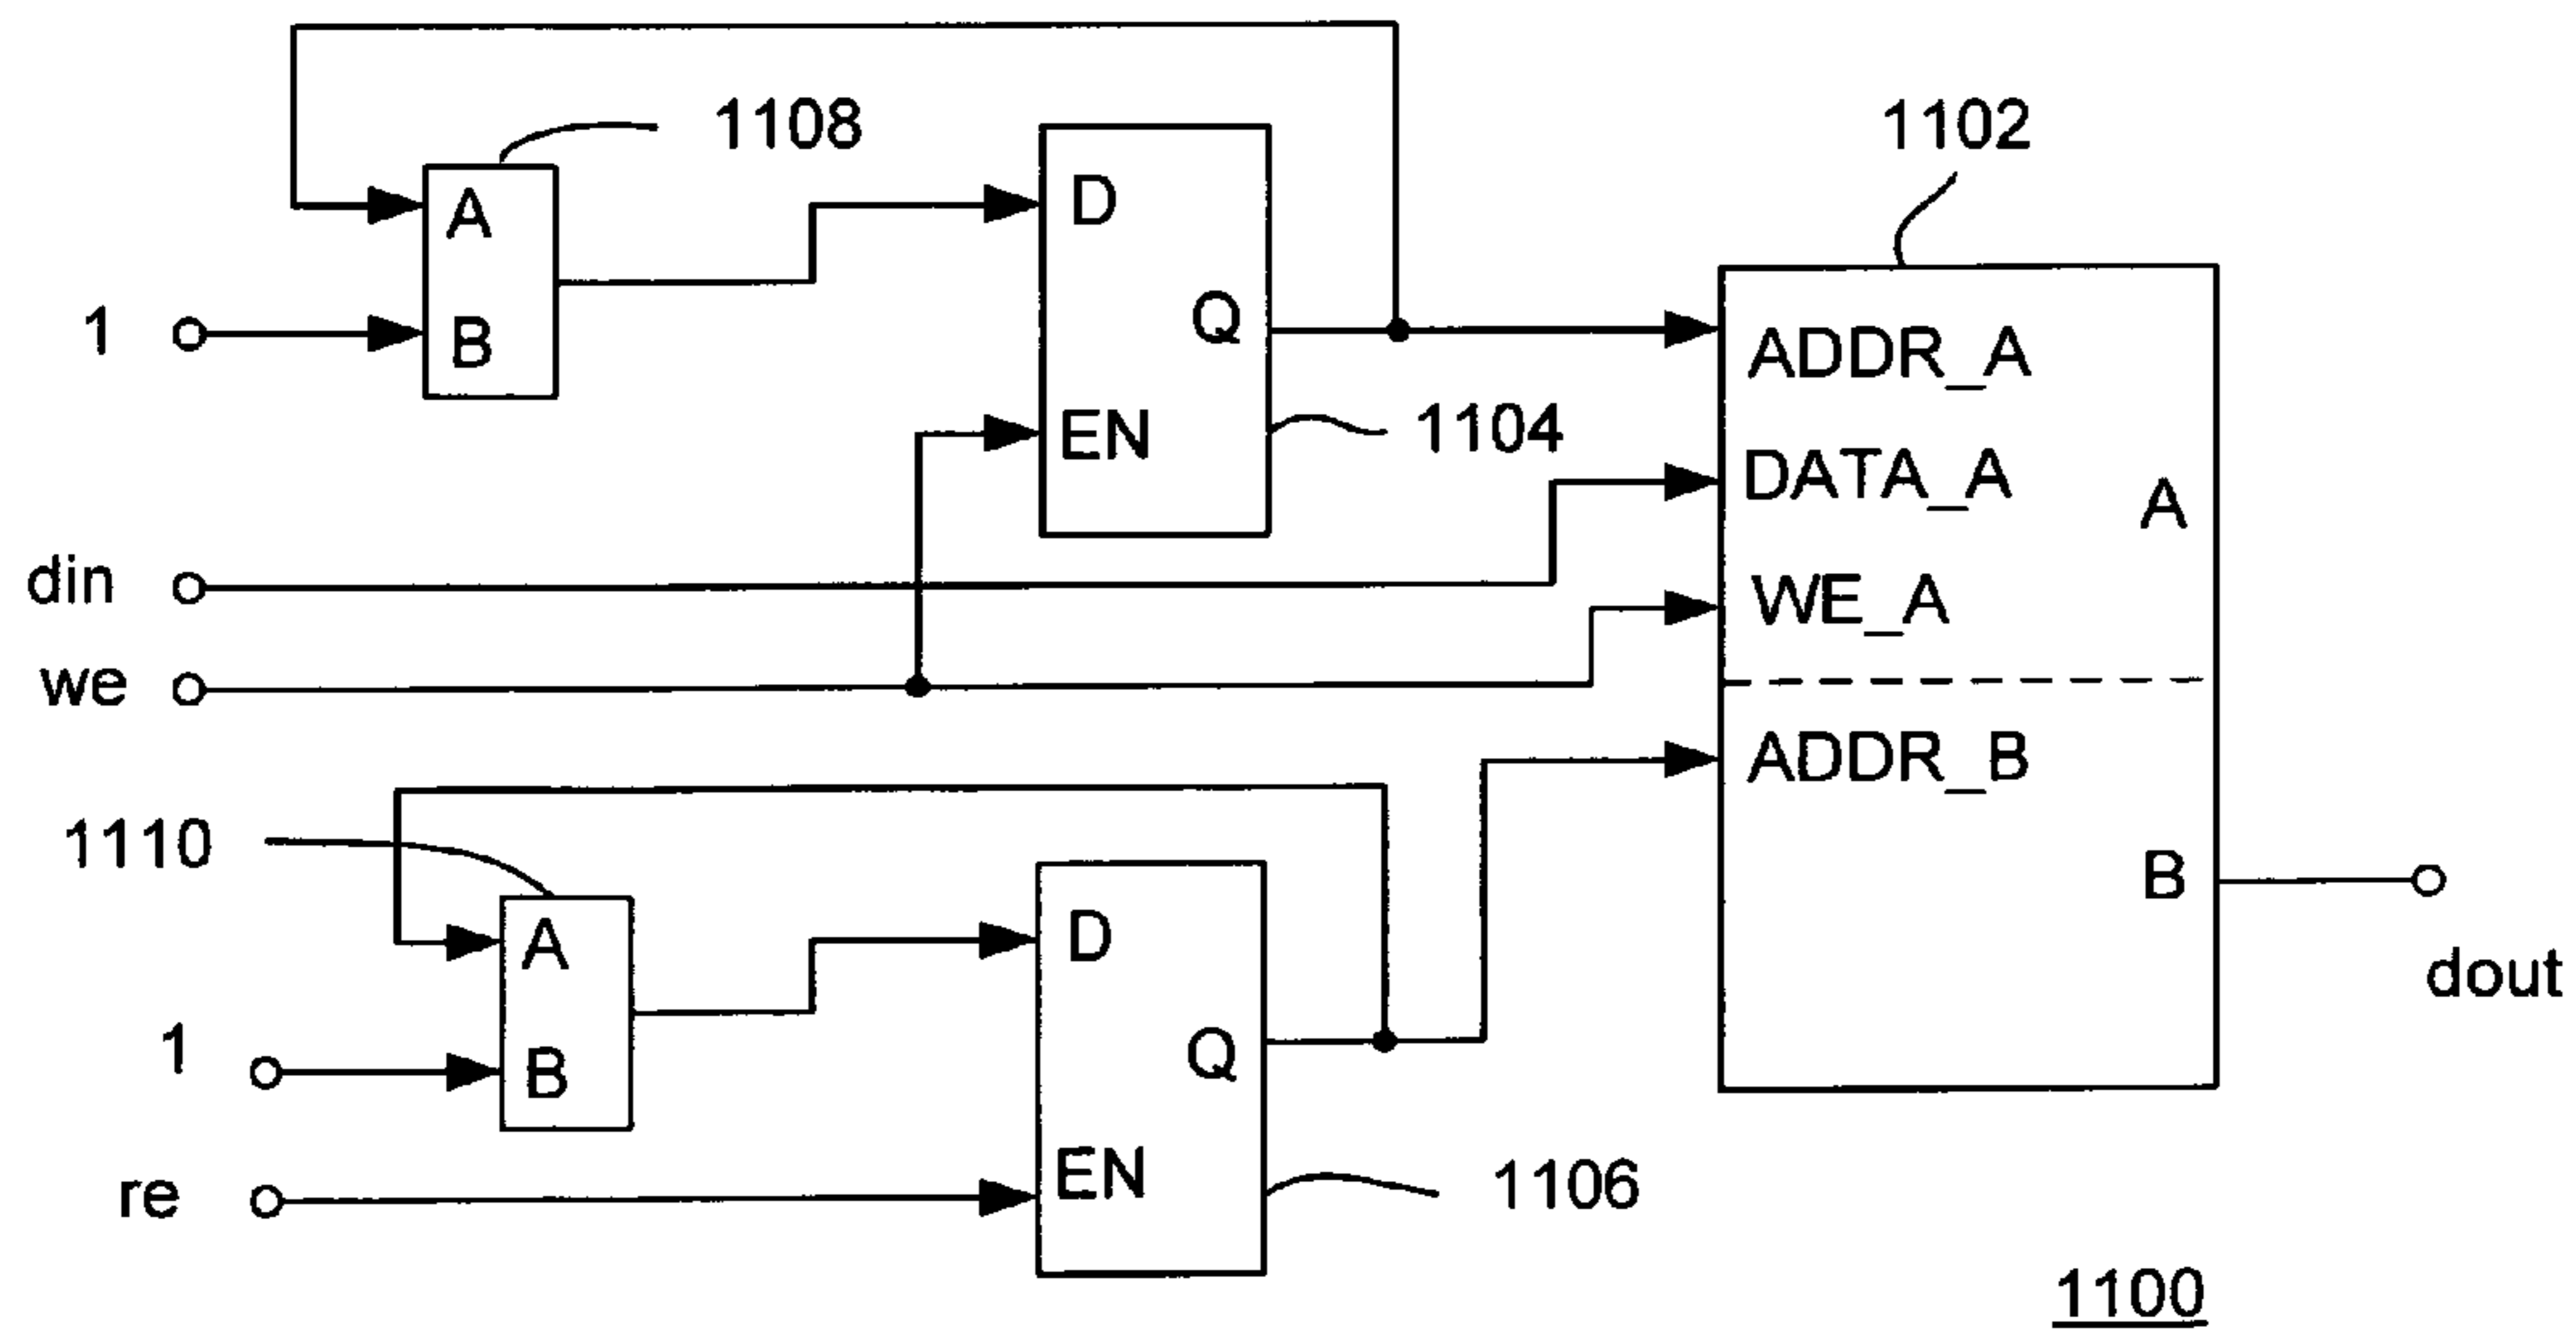 1108
1102
A
D
1
B
Q
ADDR_A
EN
1104
DATA_A
A
din
WE_A
we
ADDR_B
1110
B
A
D
dout
1
B
Q
re
EN
1106
1100